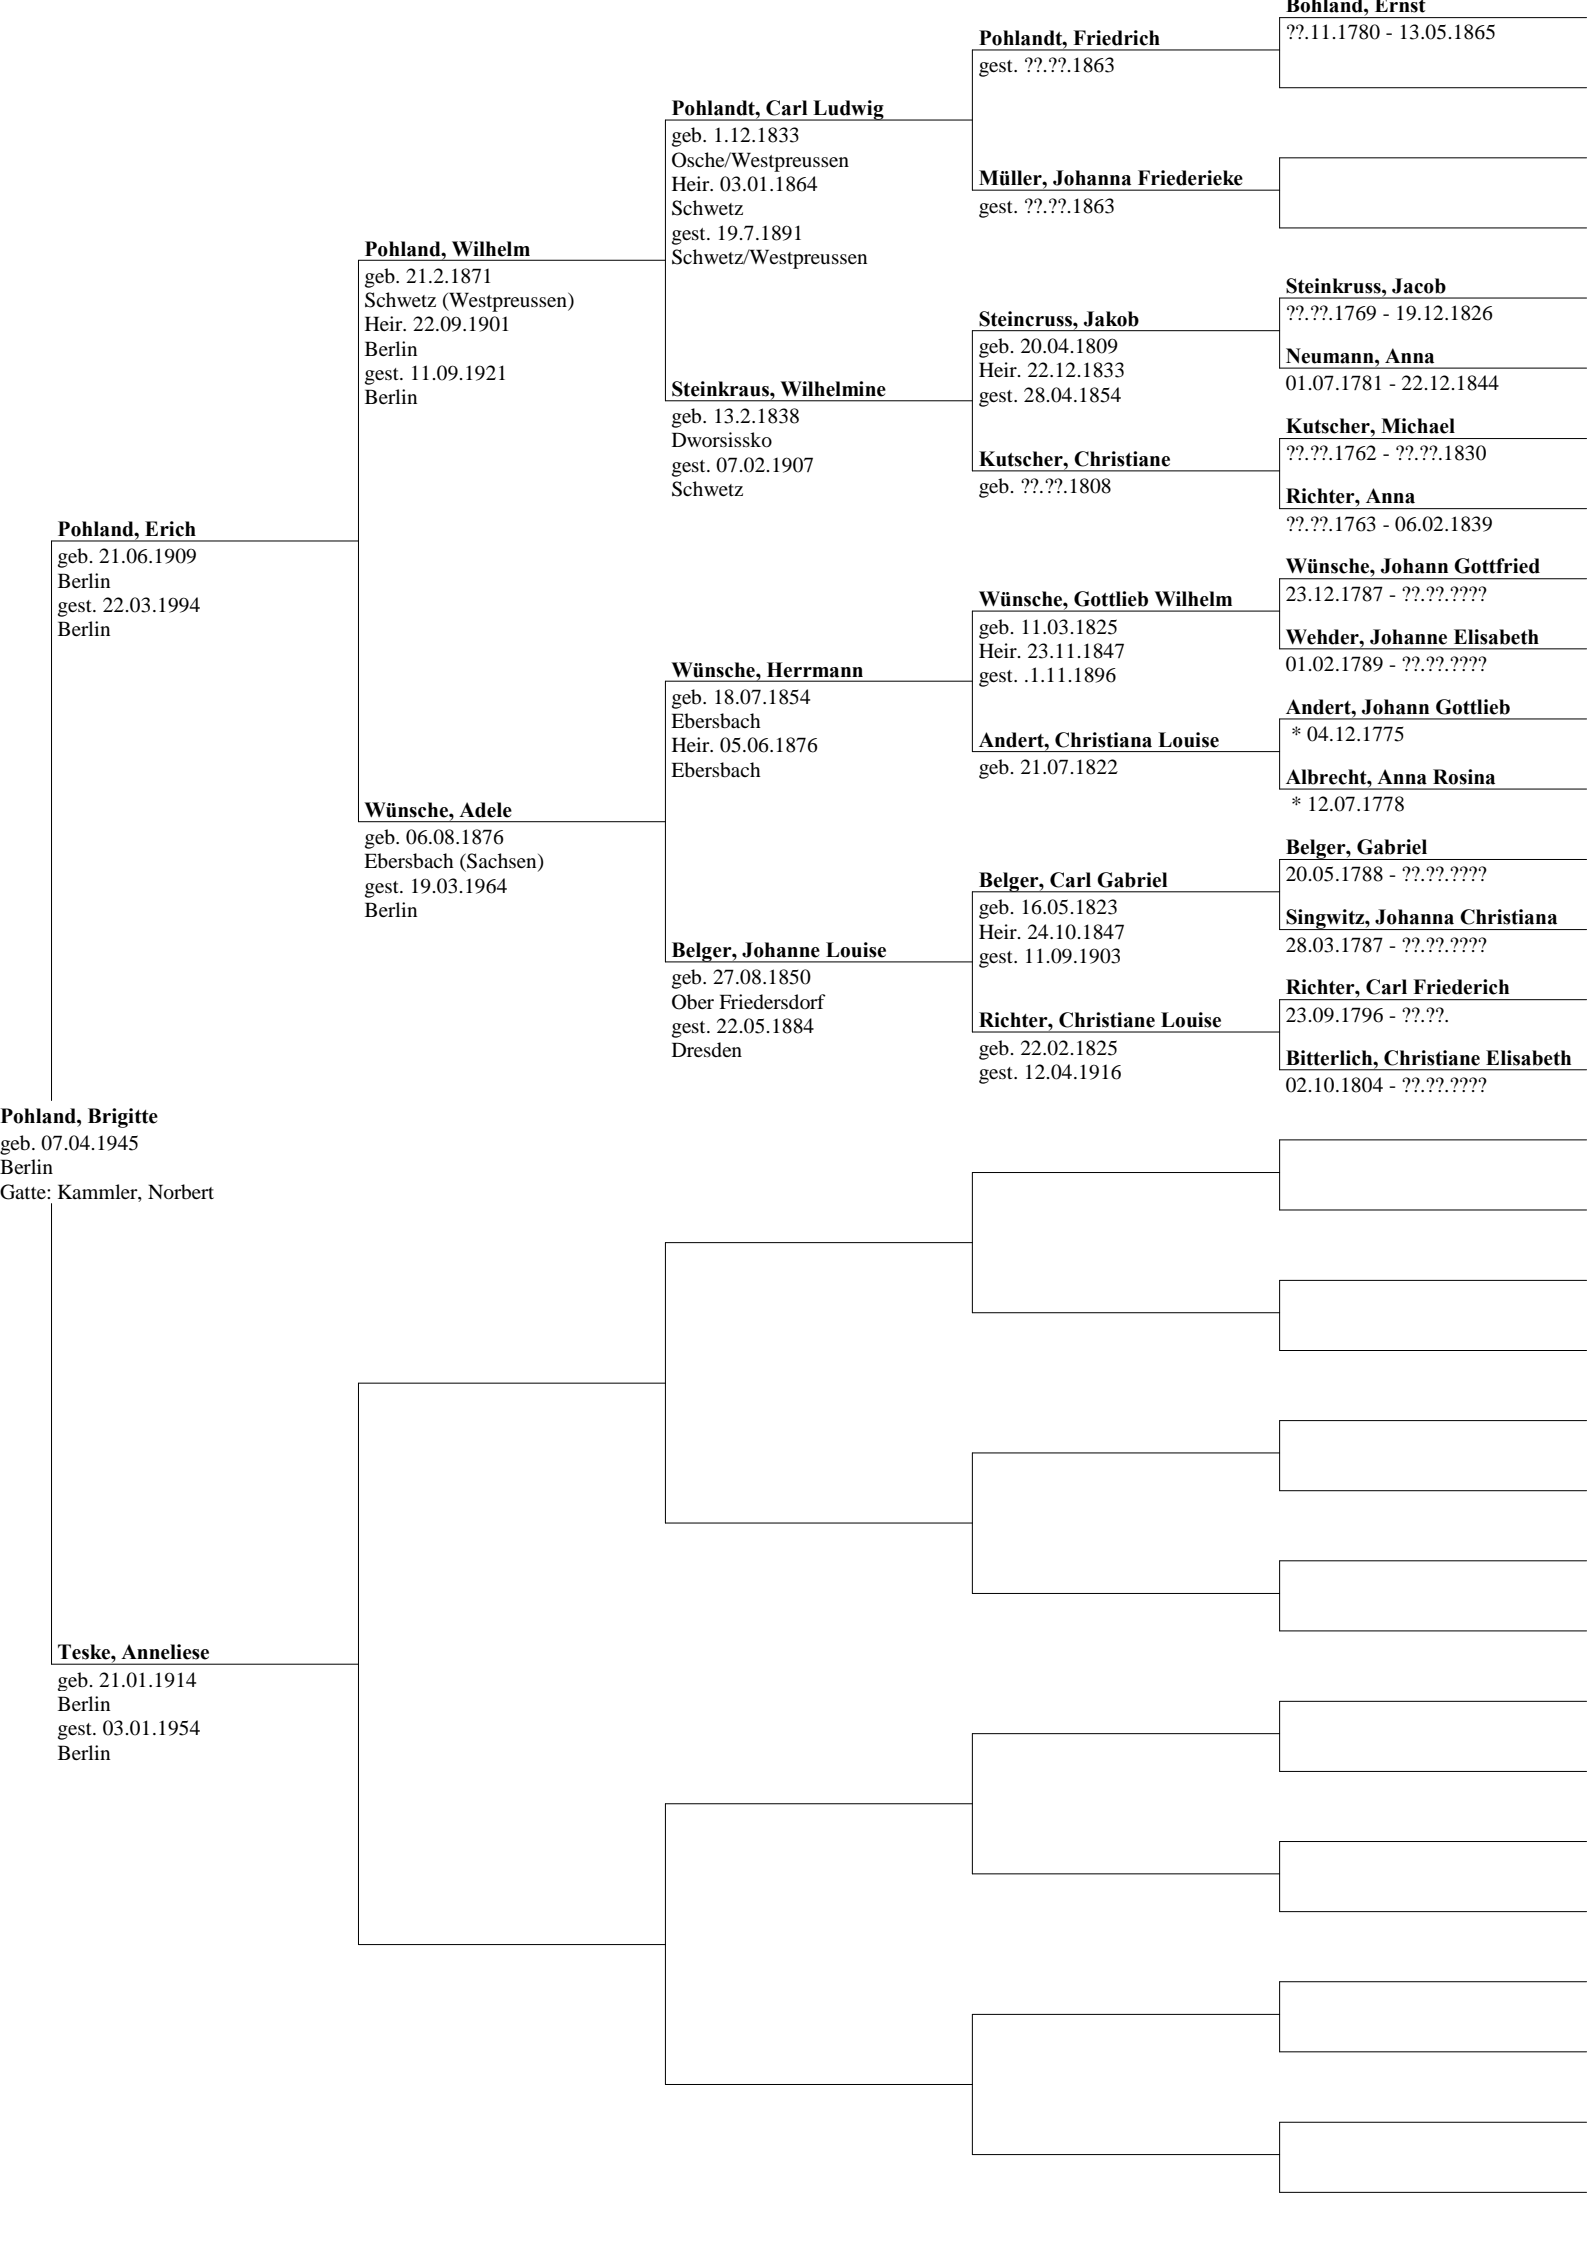 Bohland, Ernst
??.11.1780 - 13.05.1865
Pohlandt, Friedrich
gest. ??.??.1863
Pohlandt, Carl Ludwig
geb. 1.12.1833
Osche/Westpreussen
Heir. 03.01.1864
Schwetz
gest. 19.7.1891
Schwetz/Westpreussen
Müller, Johanna Friederieke
gest. ??.??.1863
Pohland, Wilhelm
geb. 21.2.1871
Schwetz (Westpreussen)
Heir. 22.09.1901
Berlin
gest. 11.09.1921
Berlin
Steinkruss, Jacob
??.??.1769 - 19.12.1826
Steincruss, Jakob
geb. 20.04.1809
Heir. 22.12.1833
gest. 28.04.1854
Neumann, Anna
01.07.1781 - 22.12.1844
Steinkraus, Wilhelmine
geb. 13.2.1838
Dworsissko
gest. 07.02.1907
Schwetz
Kutscher, Michael
??.??.1762 - ??.??.1830
Kutscher, Christiane
geb. ??.??.1808
Richter, Anna
??.??.1763 - 06.02.1839
Pohland, Erich
geb. 21.06.1909
Berlin
gest. 22.03.1994
Berlin
Wünsche, Johann Gottfried
23.12.1787 - ??.??.????
Wünsche, Gottlieb Wilhelm
geb. 11.03.1825
Heir. 23.11.1847
gest. .1.11.1896
Wehder, Johanne Elisabeth
01.02.1789 - ??.??.????
Wünsche, Herrmann
geb. 18.07.1854
Ebersbach
Heir. 05.06.1876
Ebersbach
Andert, Johann Gottlieb
* 04.12.1775
Andert, Christiana Louise
geb. 21.07.1822
Albrecht, Anna Rosina
* 12.07.1778
Wünsche, Adele
geb. 06.08.1876
Ebersbach (Sachsen)
gest. 19.03.1964
Berlin
Belger, Gabriel
20.05.1788 - ??.??.????
Belger, Carl Gabriel
geb. 16.05.1823
Heir. 24.10.1847
gest. 11.09.1903
Singwitz, Johanna Christiana
28.03.1787 - ??.??.????
Belger, Johanne Louise
geb. 27.08.1850
Ober Friedersdorf
gest. 22.05.1884
Dresden
Richter, Carl Friederich
23.09.1796 - ??.??.
Richter, Christiane Louise
geb. 22.02.1825
gest. 12.04.1916
Bitterlich, Christiane Elisabeth
02.10.1804 - ??.??.????
Pohland, Brigitte
geb. 07.04.1945
Berlin
Gatte: Kammler, Norbert
Teske, Anneliese
geb. 21.01.1914
Berlin
gest. 03.01.1954
Berlin